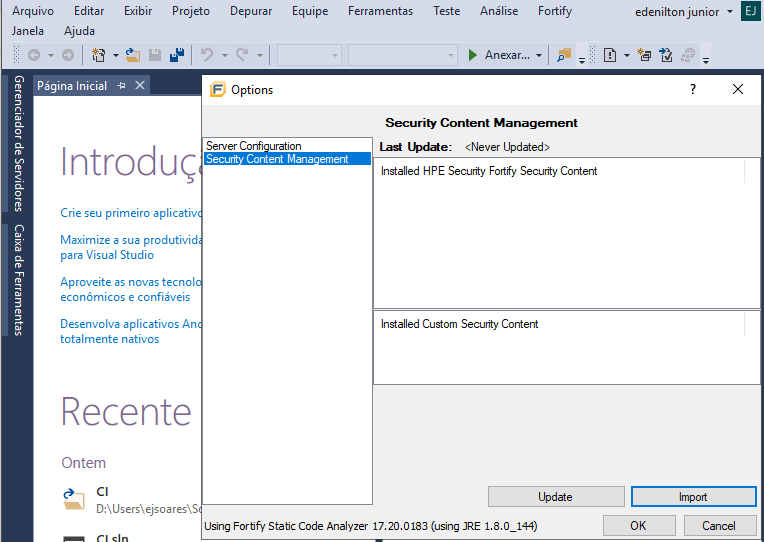 Arquivo Editar Exibir Projeto Depurar Equipe Ferramentas Teste Análise Fortify edenilton junior EJ
Janela Ajuda
Anexar...
Gerenciador de Servidores
Caixa de Ferramentas
Página Inicial
Introduç
Crie seu primeiro aplicativo
Maximize a sua produtivida
para Visual Studio
Aproveite as novas tecnolo
econômicos e confiáveis
Desenvolva aplicativos And
totalmente nativos
Recente
Ontem
CI
D:\Users\ejsoares\So
CI.sln
Options
Server Configuration
Security Content Management
Security Content Management
Last Update: <Never Updated>
Installed HPE Security Fortify Security Content
Installed Custom Security Content
Update Import
Using Fortify Static Code Analyzer 17.20.0183 (using JRE 1.8.0_144)
OK Cancel